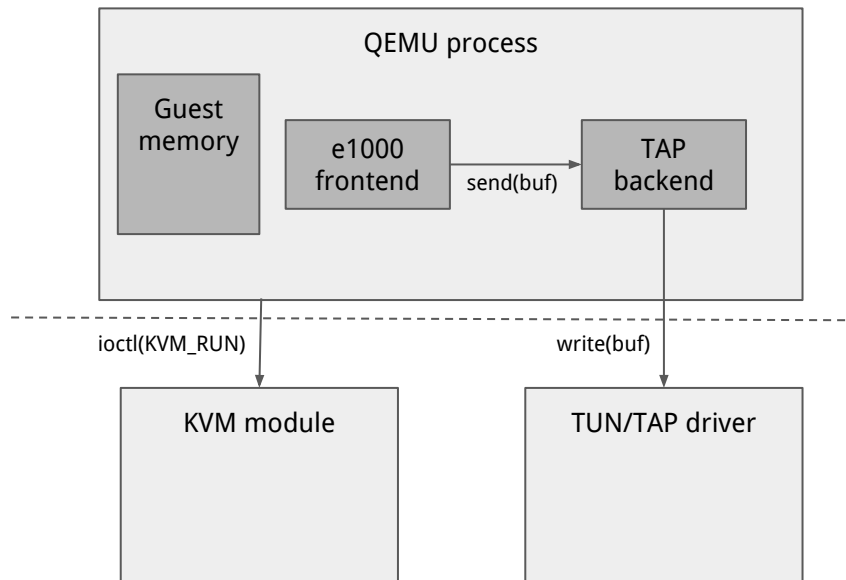 QEMU process
Guest
memory
e1000
frontend
send(buf)
TAP
backend
ioctl(KVM_RUN)
write(buf)
KVM module
TUN/TAP driver